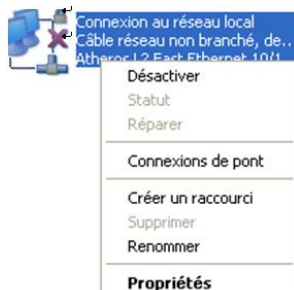 Connexion au réseau local
Câble réseau non branché, de...
Atheros L2 Fast Ethernet 10/1
Désactiver
Statut
Réparer
Connexions de pont
Créer un raccourci
Supprimer
Renommer
Propriétés